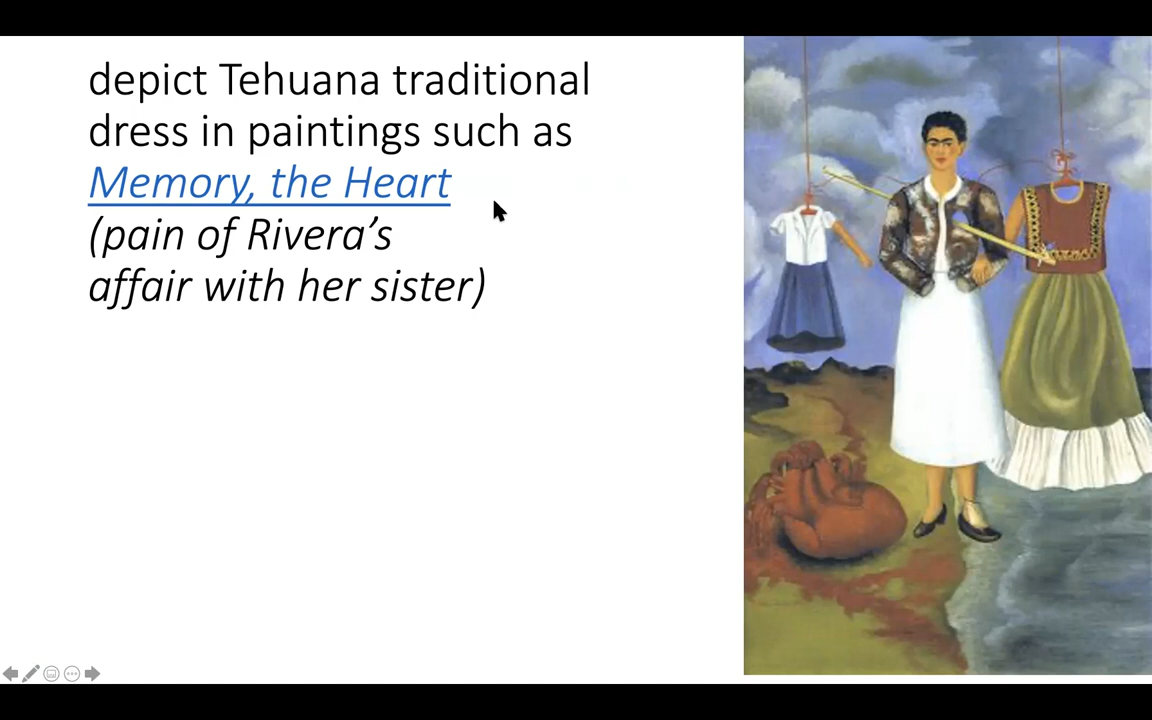 depict Tehuana traditional
dress in paintings such as
Memory, the Heart
(pain of Rivera’s
affair with her sister)